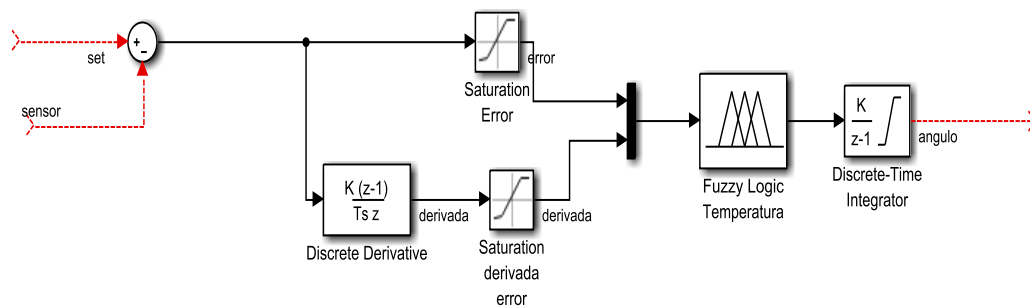 set
sensor
+
−
Saturation
Error
error
K (z-1)
Ts z
Discrete Derivative
derivada
Saturation
derivada
error
derivada
Fuzzy Logic
Temperatura
K
z-1
Discrete-Time
Integrator
angulo